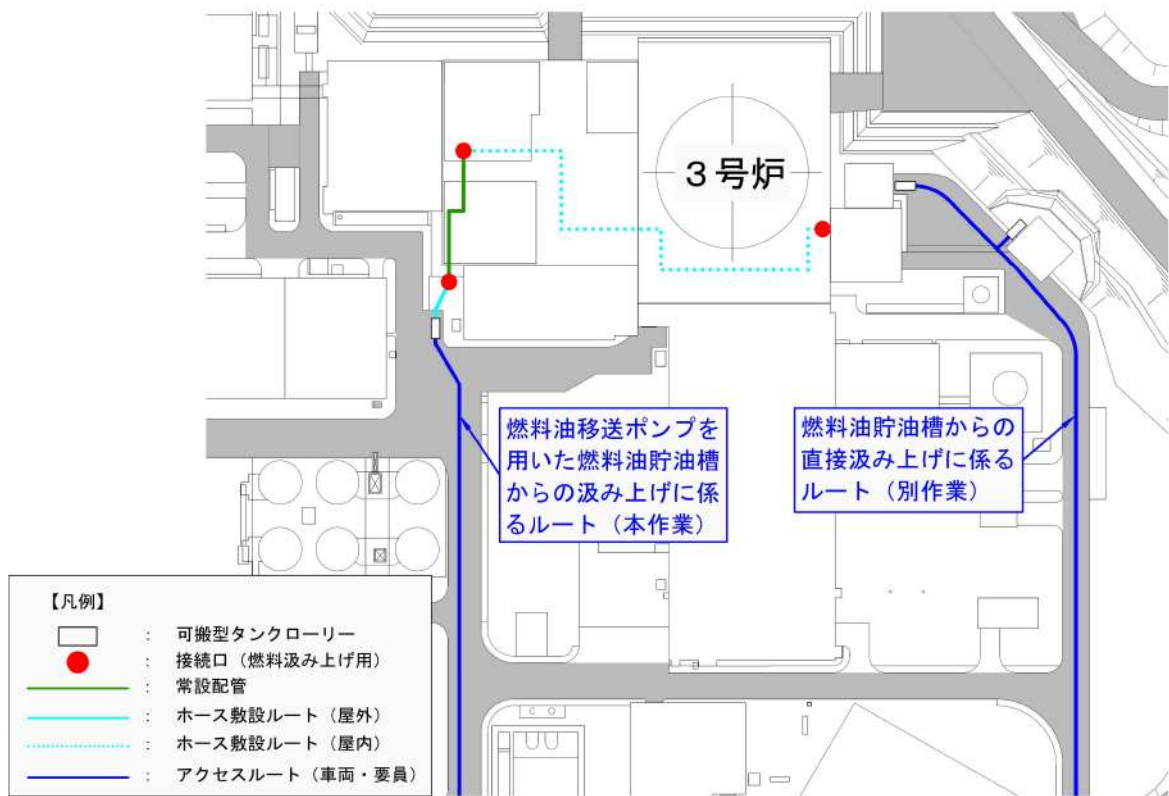 ３号炉
燃料油移送ポンプを
用いた燃料油貯油槽
からの汲み上げに係
るルート（本作業）
燃料油貯油槽からの
直接汲み上げに係る
ルート（別作業）
【凡例】
： 可搬型タンクローリー
： 接続口（燃料汲み上げ用）
： 常設配管
： ホース敷設ルート（屋外）
： ホース敷設ルート（屋内）
： アクセスルート（車両・要員）